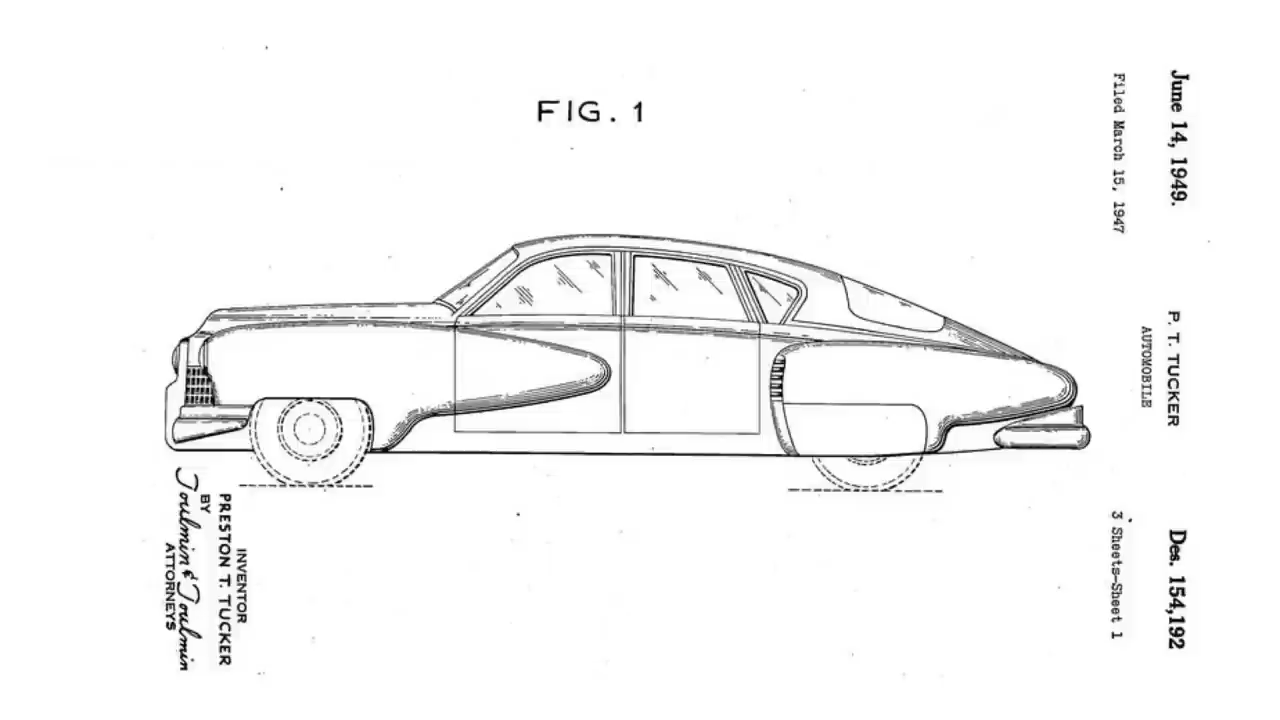 June 14, 1949.
P. T. TUCKER
Des. 154,192
AUTOMOBILE
Filed March 15, 1947
3 Sheets-Sheet 1
FIG. 1
INVENTOR
PRESTON T. TUCKER
BY
Toulmin & Toulmin
ATTORNEYS